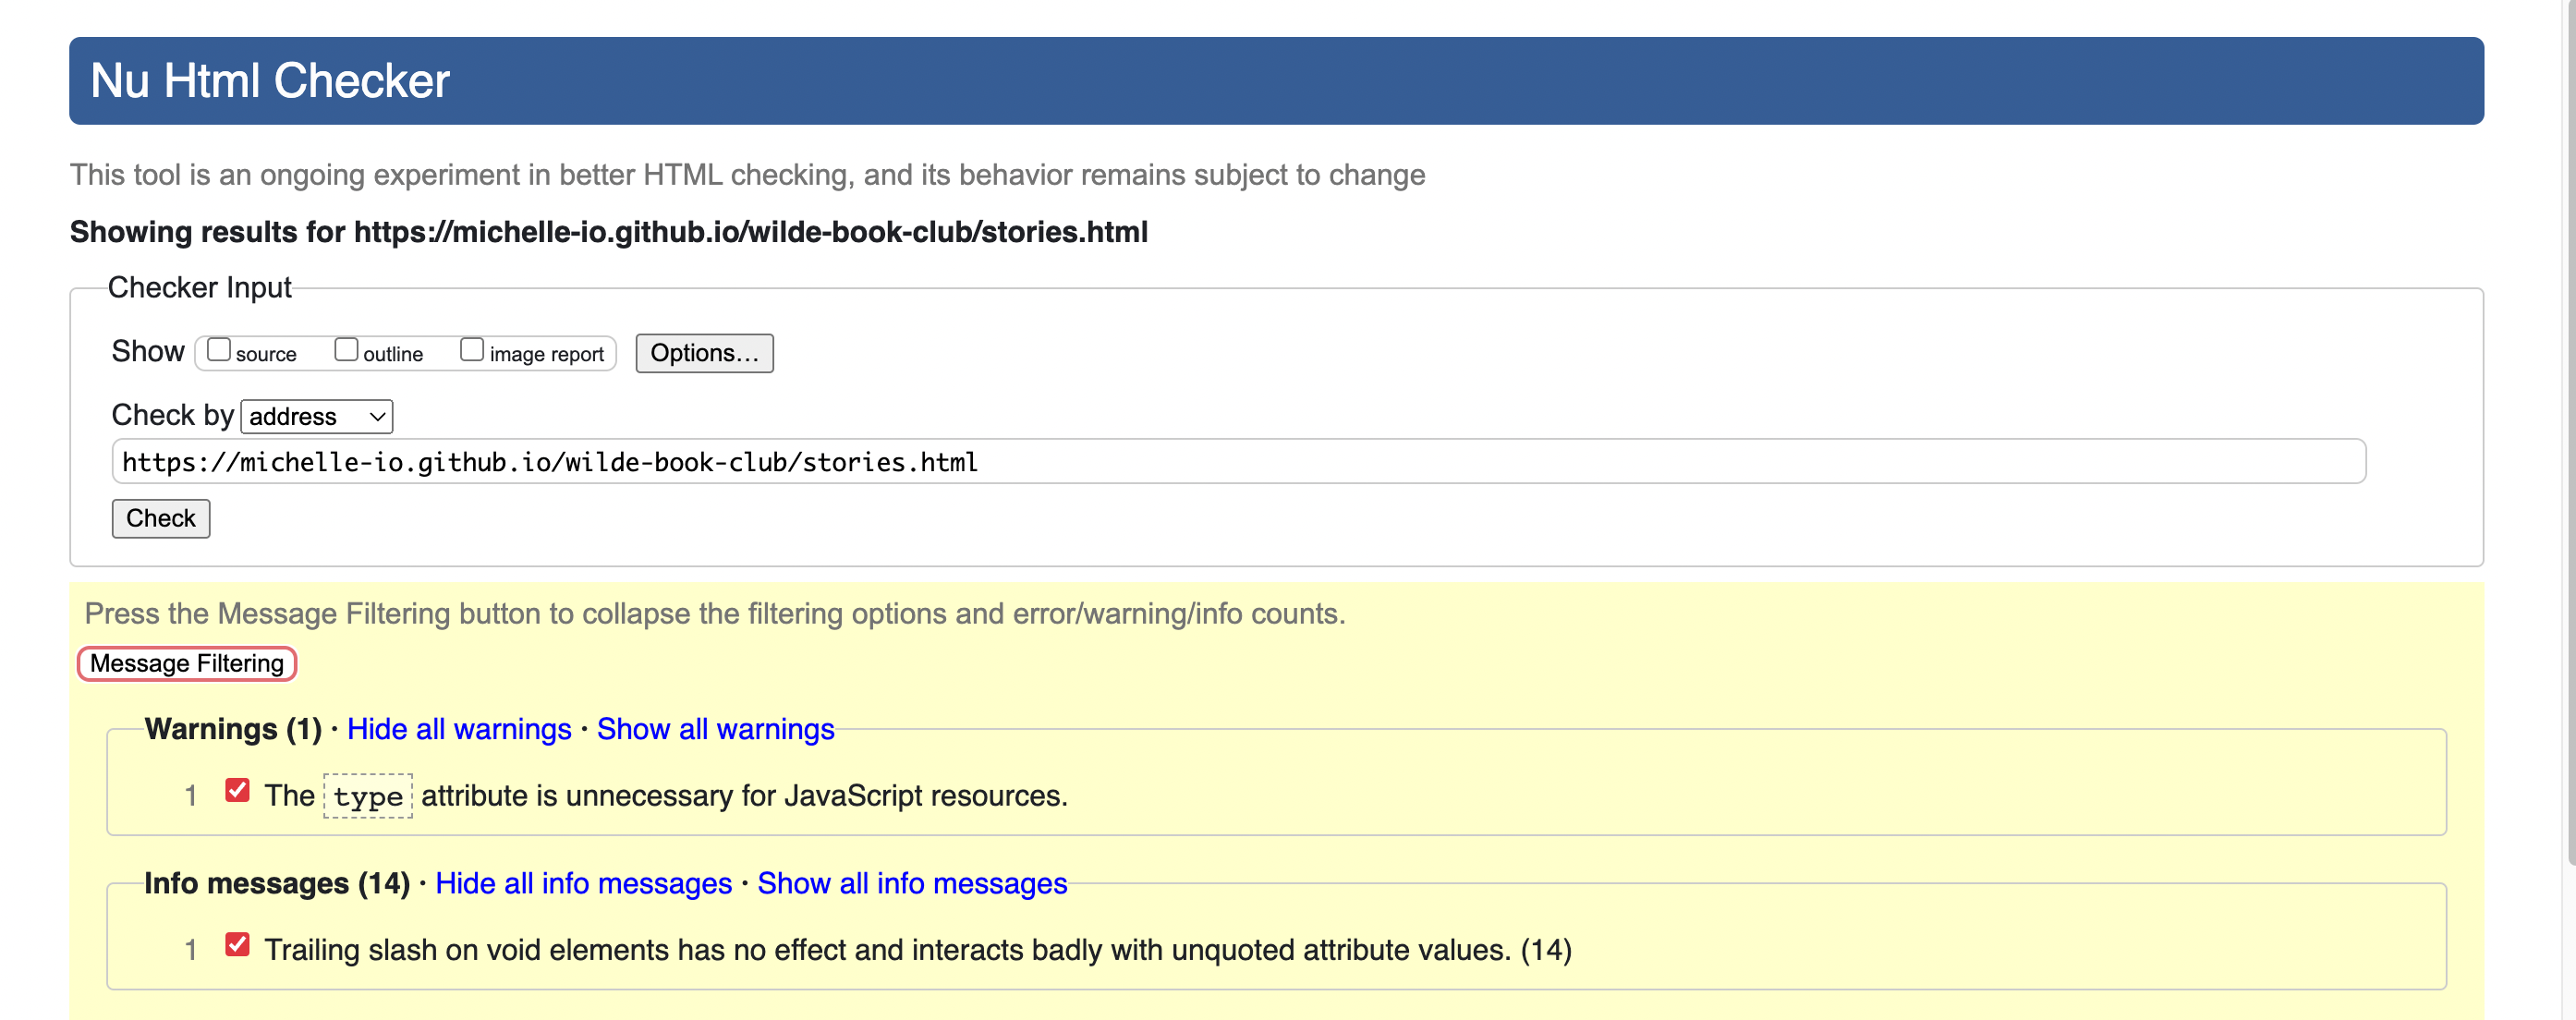 Nu Html Checker
This tool is an ongoing experiment in better HTML checking, and its behavior remains subject to change
Showing results for https://michelle-io.github.io/wilde-book-club/stories.html
Checker Input
Show source outline image report Options…
Check by address
https://michelle-io.github.io/wilde-book-club/stories.html
Check
Press the Message Filtering button to collapse the filtering options and error/warning/info counts.
Message Filtering
Warnings (1) · Hide all warnings · Show all warnings
1 The type attribute is unnecessary for JavaScript resources.
Info messages (14) · Hide all info messages · Show all info messages
1 Trailing slash on void elements has no effect and interacts badly with unquoted attribute values. (14)